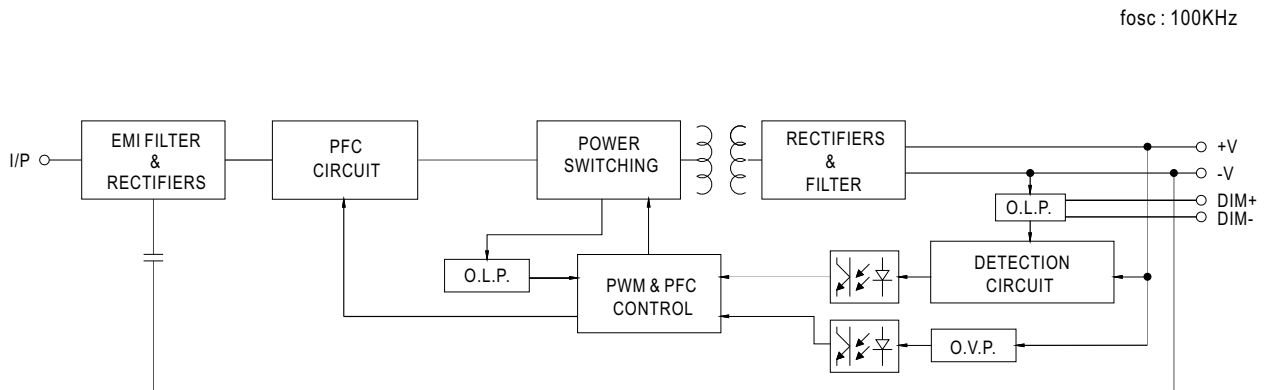 fosc : 100KHz
I/P
EMI FILTER
&
RECTIFIERS
PFC
CIRCUIT
POWER
SWITCHING
RECTIFIERS
&
FILTER
+V
-V
DIM+
DIM-
O.L.P.
O.L.P.
PWM & PFC
CONTROL
DETECTION
CIRCUIT
O.V.P.